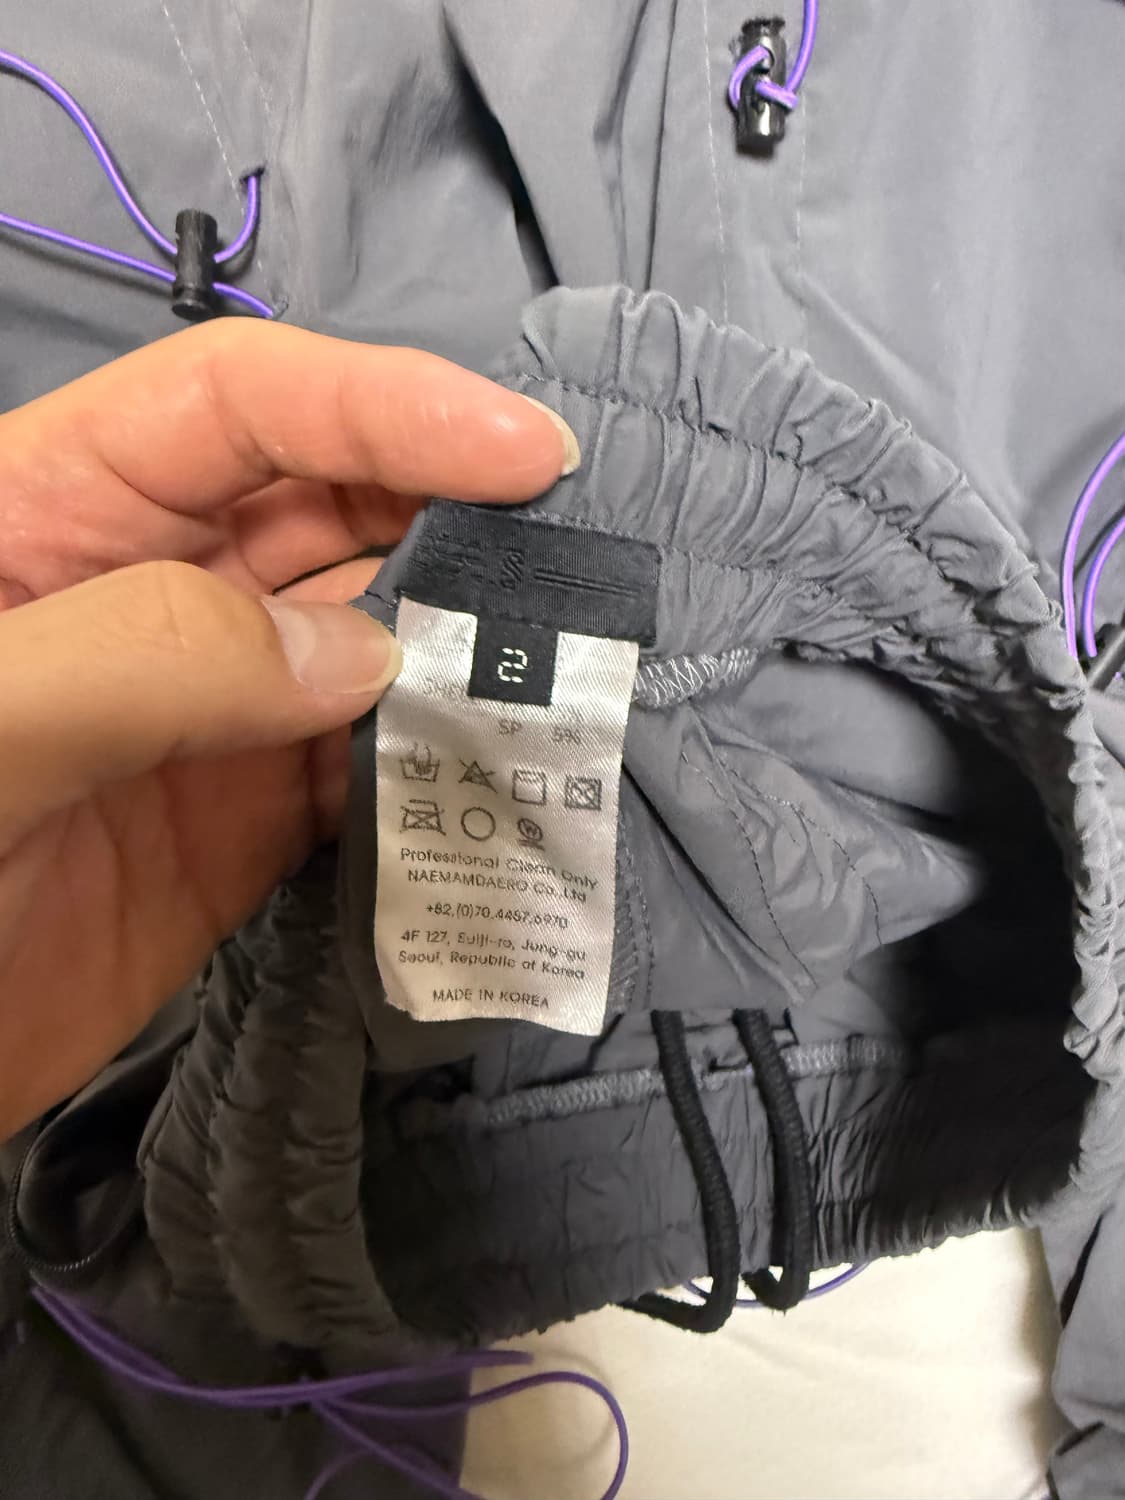 2
SP 5%
Professional Clean Only
NAEMAMDAERO Co.,Ltd
+82.(0)70.4457.6970
4F 127, Eulji-ro, Jung-gu
Seoul, Republic of Korea
MADE IN KOREA